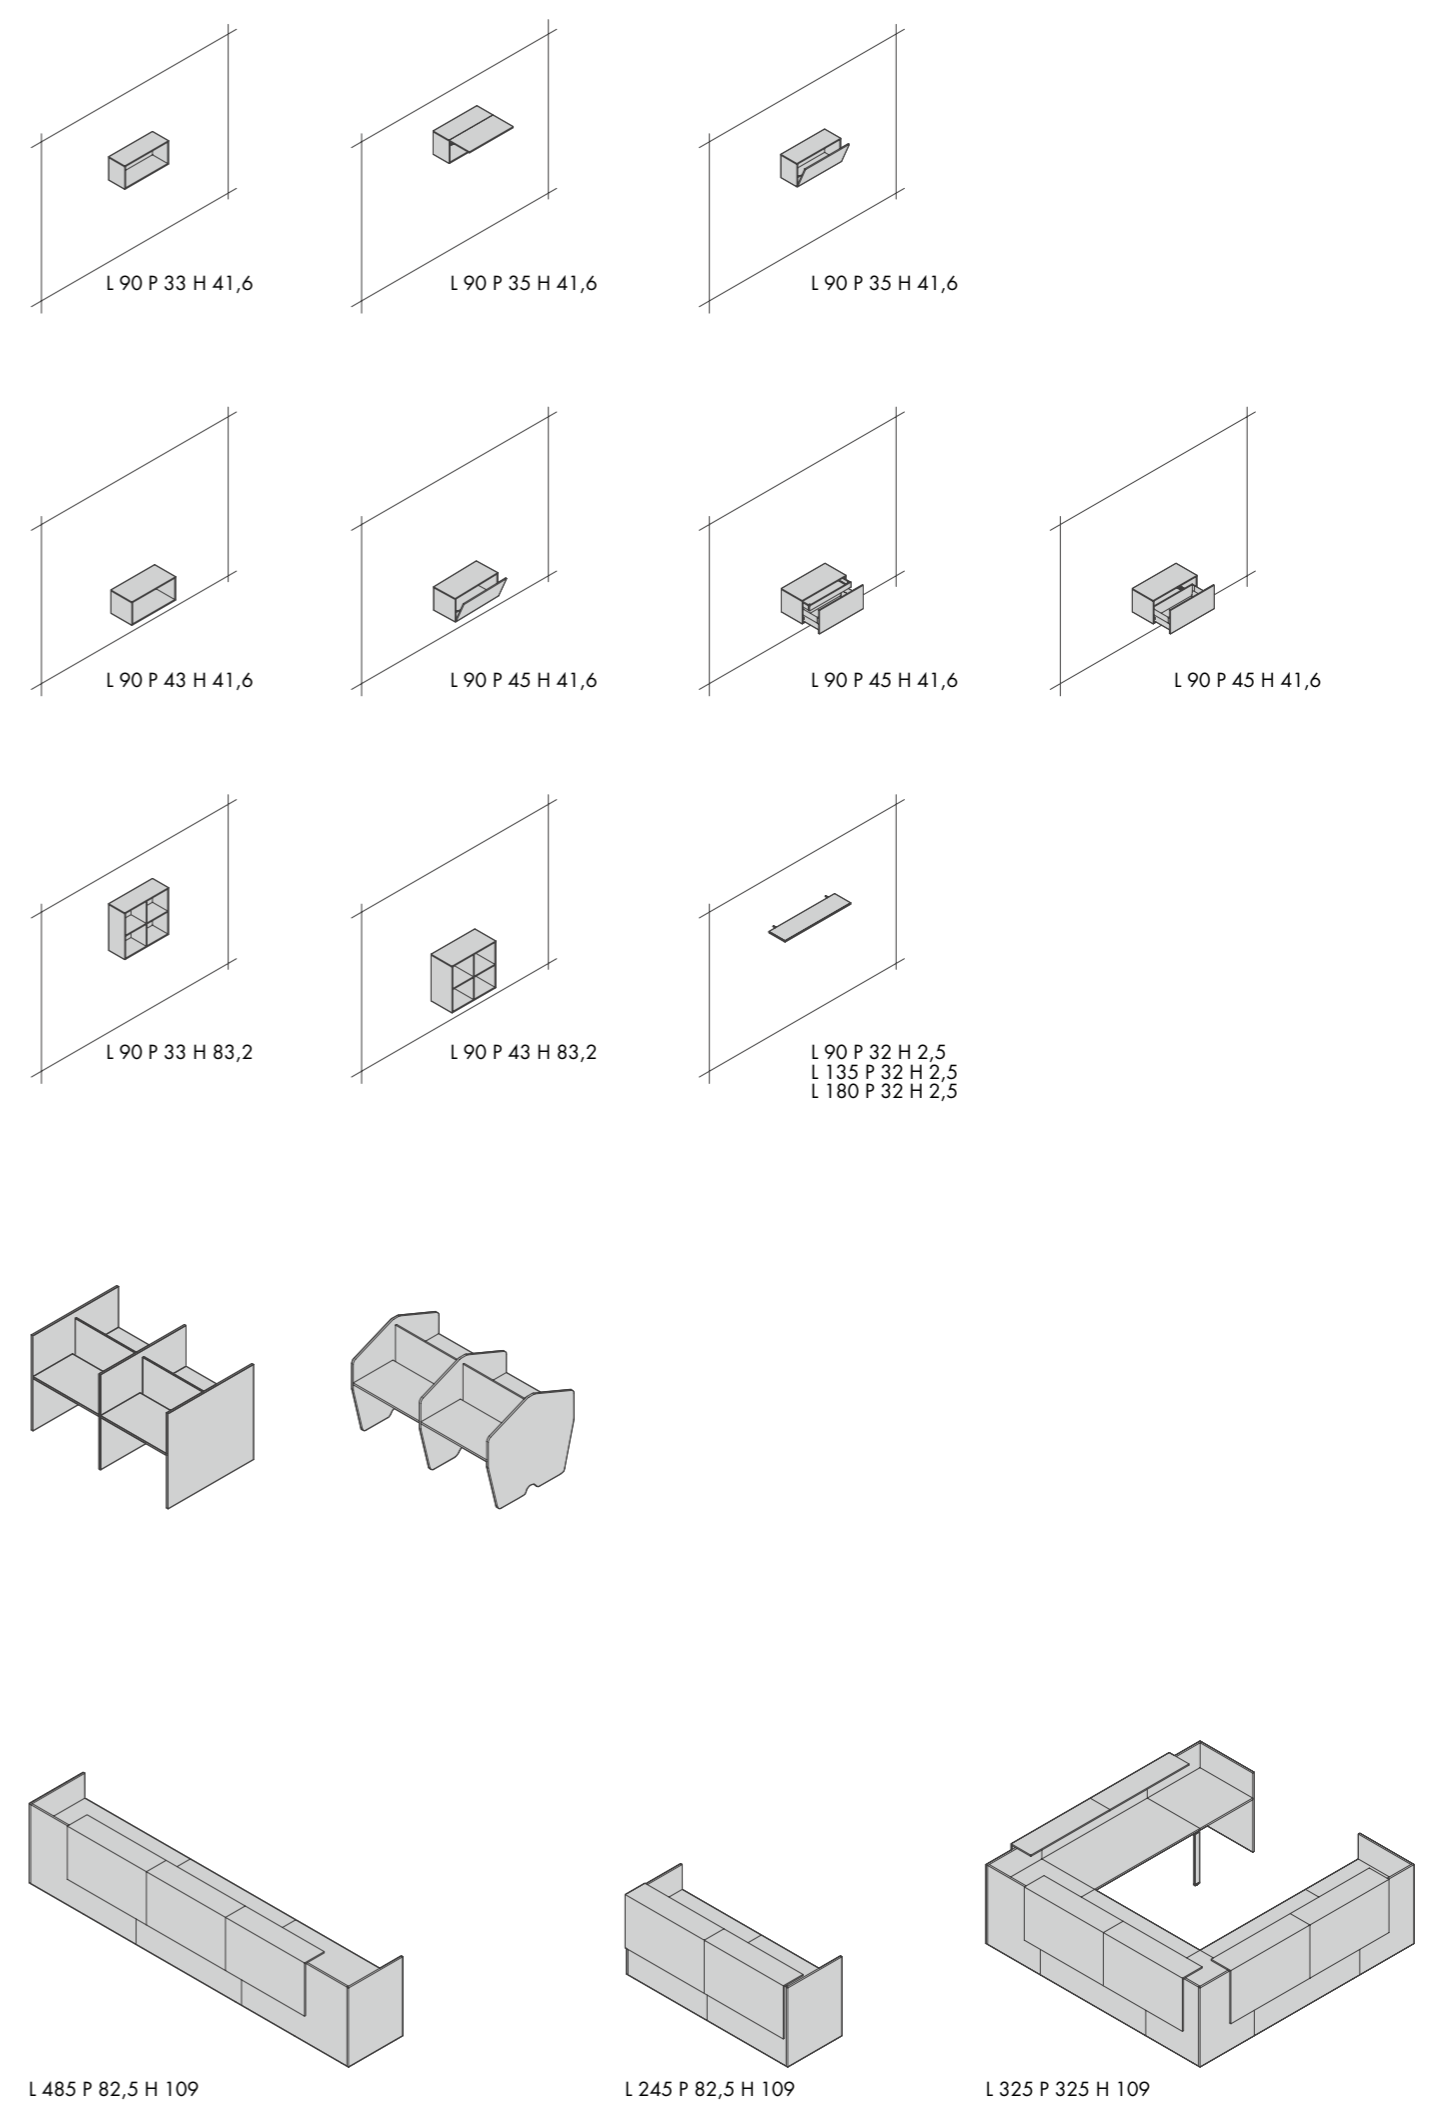 L 90 P 33 H 41,6
L 90 P 35 H 41,6
L 90 P 35 H 41,6
L 90 P 43 H 41,6
L 90 P 45 H 41,6
L 90 P 45 H 41,6
L 90 P 45 H 41,6
L 90 P 33 H 83,2
L 90 P 43 H 83,2
L 90 P 32 H 2,5
L 135 P 32 H 2,5
L 180 P 32 H 2,5
L 485 P 82,5 H 109
L 245 P 82,5 H 109
L 325 P 325 H 109